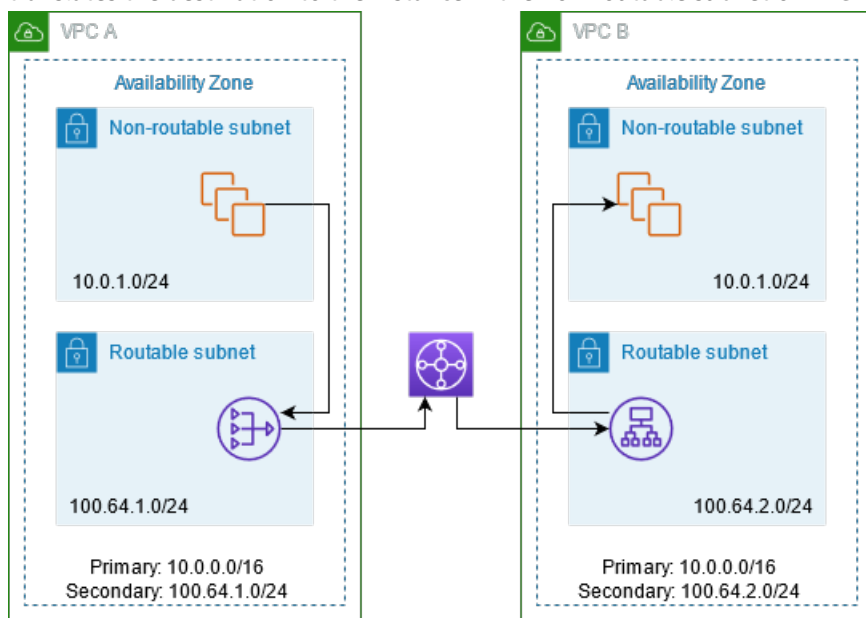 VPC A
Availability Zone
Non-routable subnet
10.0.1.0/24
Routable subnet
100.64.1.0/24
Primary: 10.0.0.0/16
Secondary: 100.64.1.0/24
VPC B
Availability Zone
Non-routable subnet
10.0.1.0/24
Routable subnet
100.64.2.0/24
Primary: 10.0.0.0/16
Secondary: 100.64.2.0/24